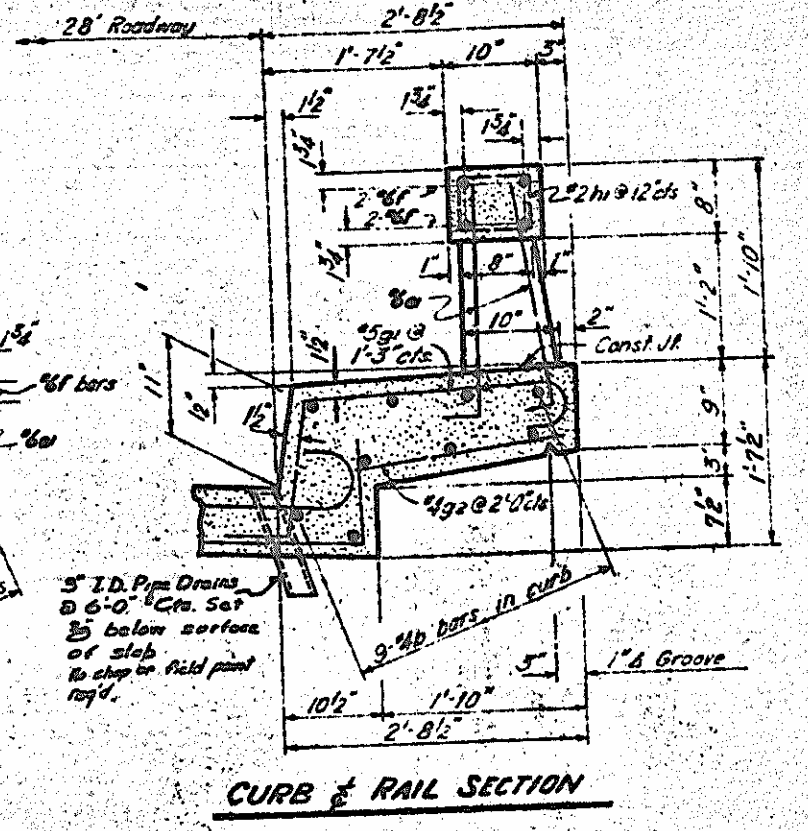 28' Roadway
2'-8½"
1'-7½"
10"
3"
1½"
1¾"
1¾"
1¾"
2-#6f
2-#6f
#2h1 @ 12"cts
8"
1¾"
1"
8"
1"
#6a1
1'-2"
1'-10"
1¾"
#6f bars
#6a1
11"
½"
1½"
#5g1 @
1'-3"cts
10"
2"
Const. Jt.
1½"
9"
3"
7½"
1'-7½"
#4g2 @ 2'-0"cts
3" I.D. Pipe Drains
@ 6'-0" Cts. Set
below surface
of slab
No shop or field paint
req'd.
9-#4b bars in curb
3"
1" Δ Groove
10½"
1'-10"
2'-8½"
CURB & RAIL SECTION